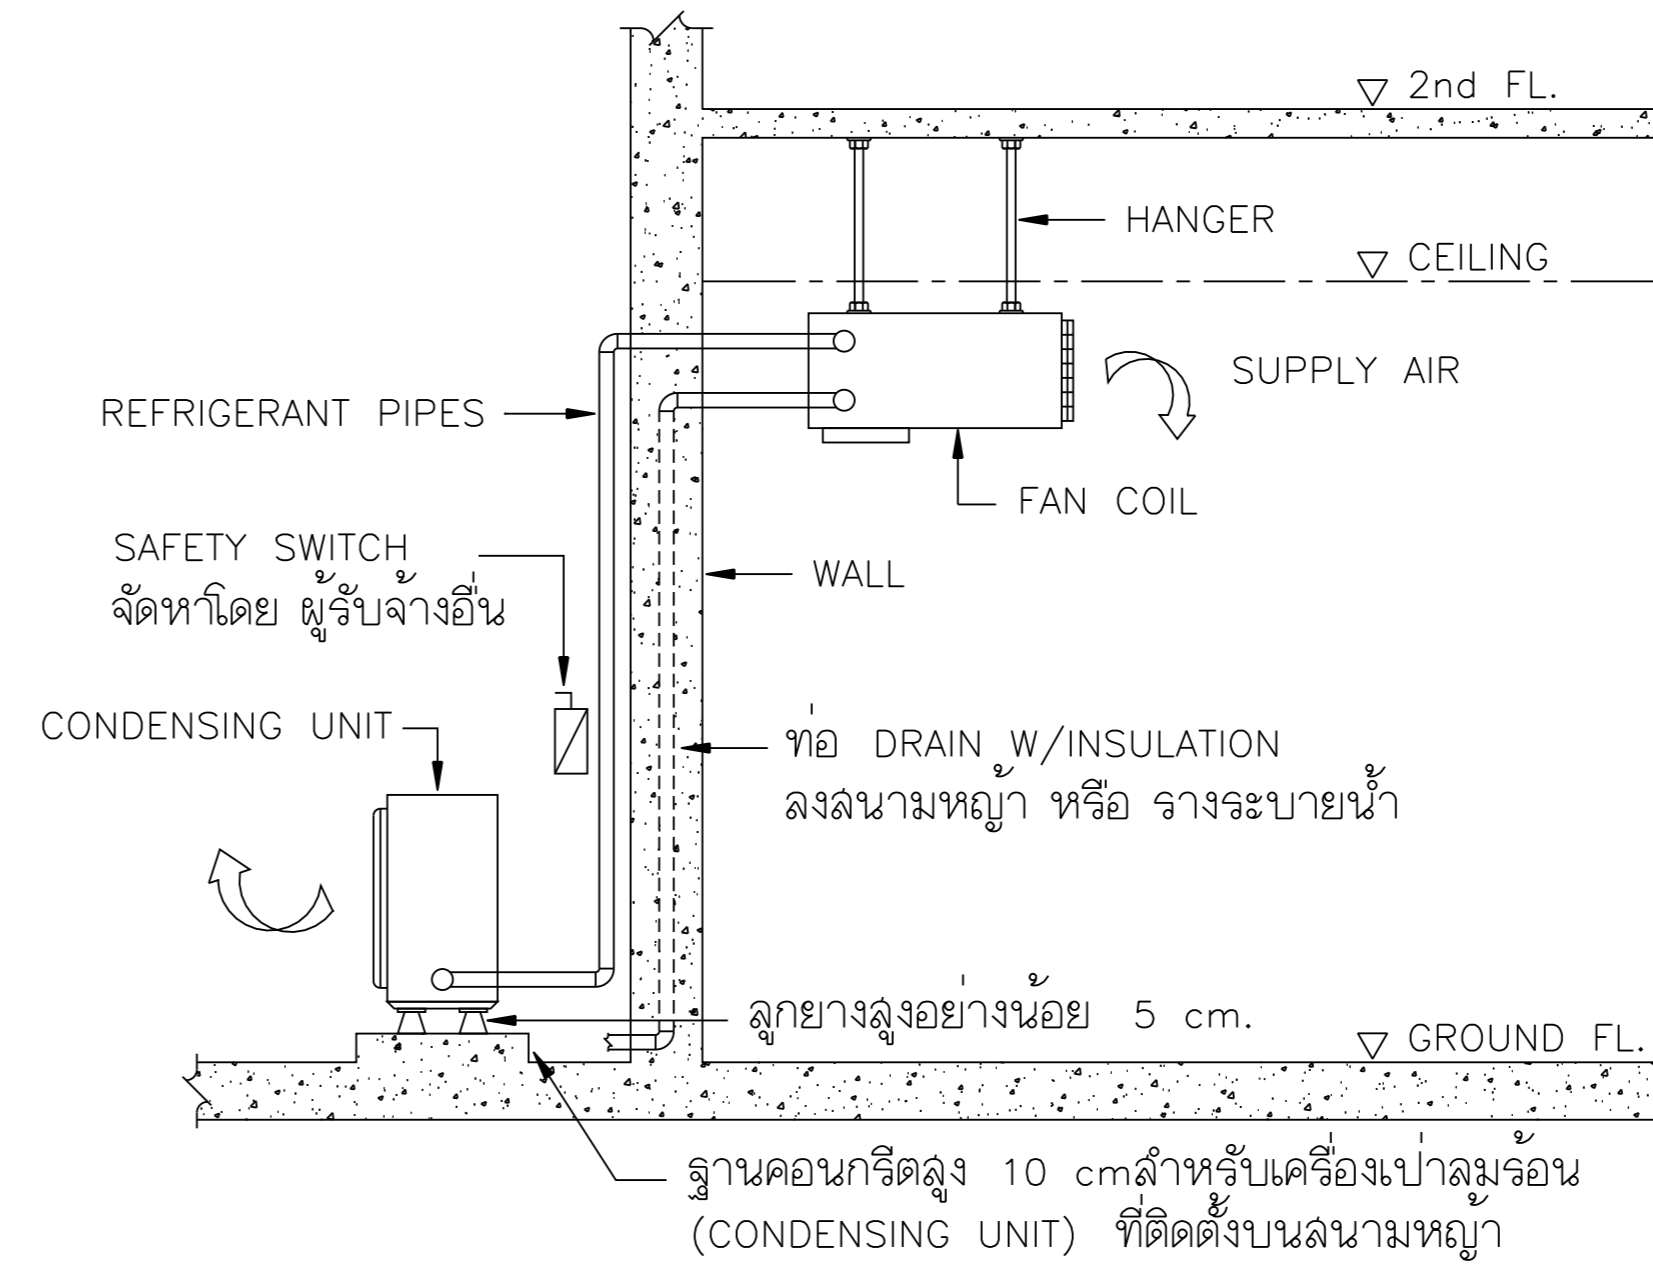 2nd FL.
HANGER
CEILING
SUPPLY AIR
REFRIGERANT PIPES
FAN COIL
SAFETY SWITCH
จัดหาโดย ผู้รับจ้างอื่น
WALL
CONDENSING UNIT
ท่อ DRAIN W/INSULATION
ลงสนามหญ้า หรือ รางระบายน้ำ
ลูกยางสูงอย่างน้อย 5 cm.
GROUND FL.
ฐานคอนกรีตสูง 10 cmสำหรับเครื่องเป่าลมร้อน
(CONDENSING UNIT) ที่ติดตั้งบนสนามหญ้า